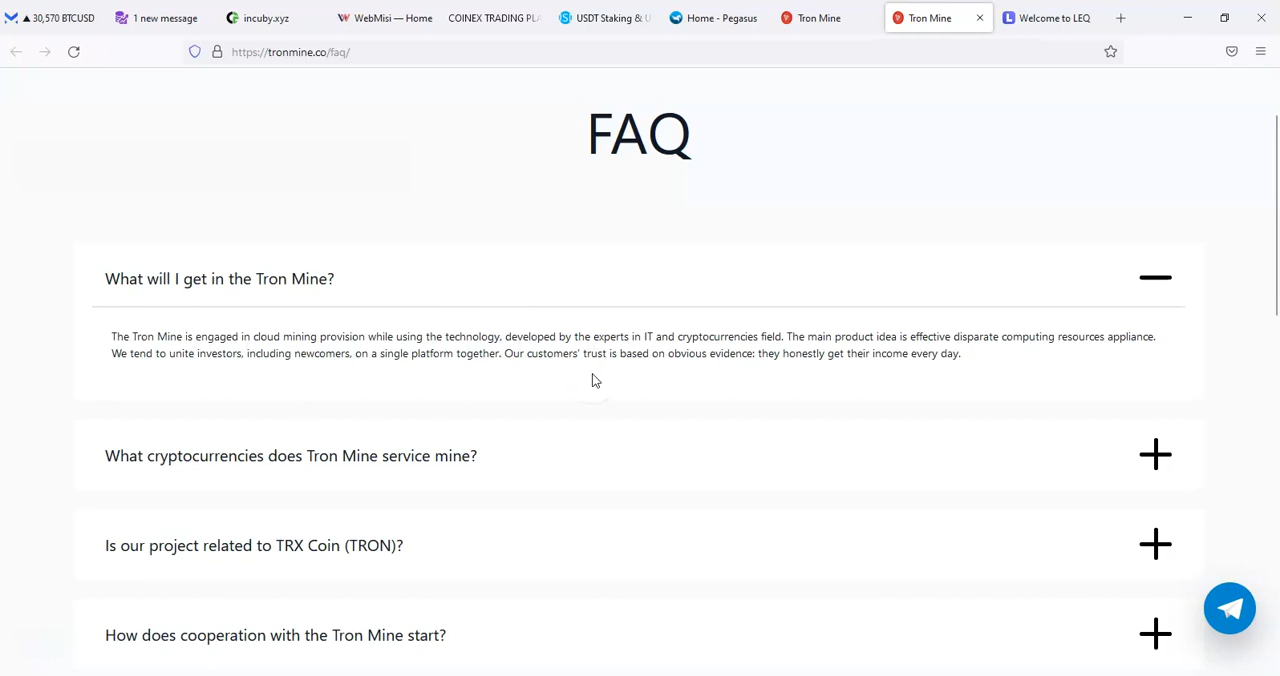 ▲ 30,570 BTCUSD
1 new message
incuby.xyz
WebMisi — Home
COINEX TRADING PL
USDT Staking & U
Home - Pegasus
Tron Mine
Tron Mine
Welcome to LEQ
https://tronmine.co/faq/
FAQ
What will I get in the Tron Mine?
The Tron Mine is engaged in cloud mining provision while using the technology, developed by the experts in IT and cryptocurrencies field. The main product idea is effective disparate computing resources appliance.
We tend to unite investors, including newcomers, on a single platform together. Our customers' trust is based on obvious evidence: they honestly get their income every day.
What cryptocurrencies does Tron Mine service mine?
Is our project related to TRX Coin (TRON)?
How does cooperation with the Tron Mine start?